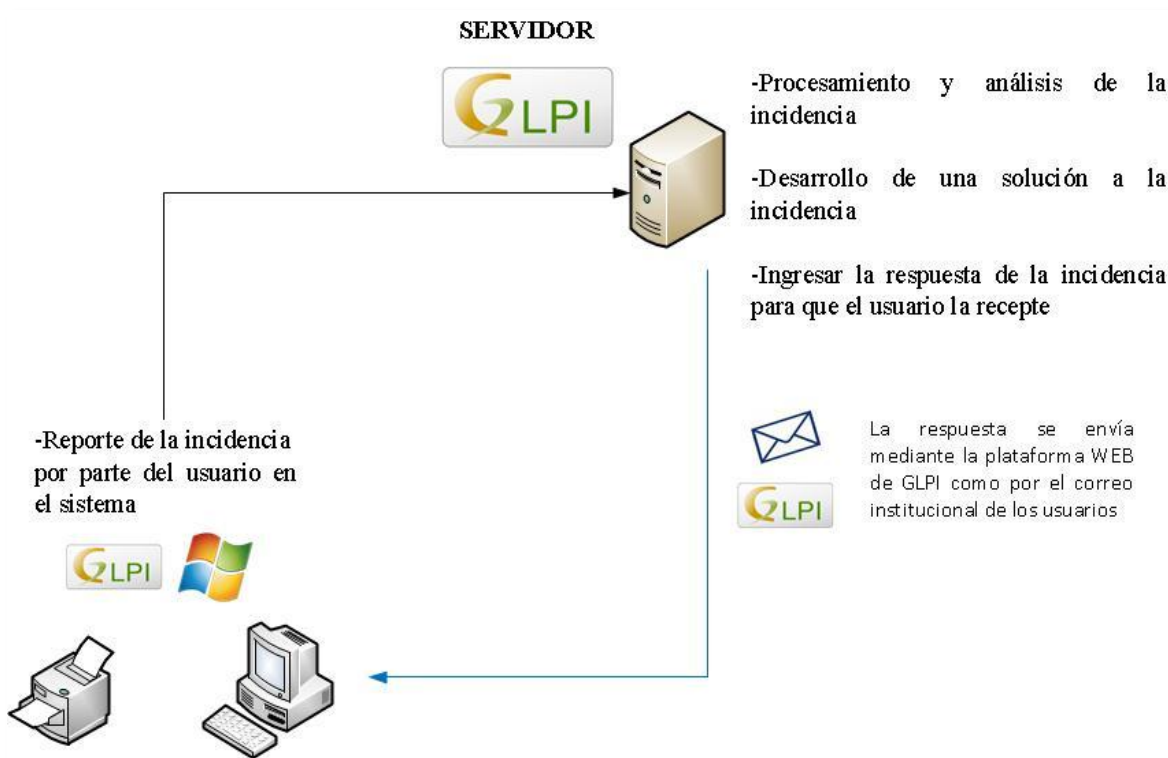 SERVIDOR
GLPI
-Procesamiento y análisis de la
incidencia
-Desarrollo de una solución a la
incidencia
-Ingresar la respuesta de la incidencia
para que el usuario la recepte
-Reporte de la incidencia
por parte del usuario en
el sistema
GLPI
La respuesta se envía
mediante la plataforma WEB
de GLPI como por el correo
institucional de los usuarios
GLPI